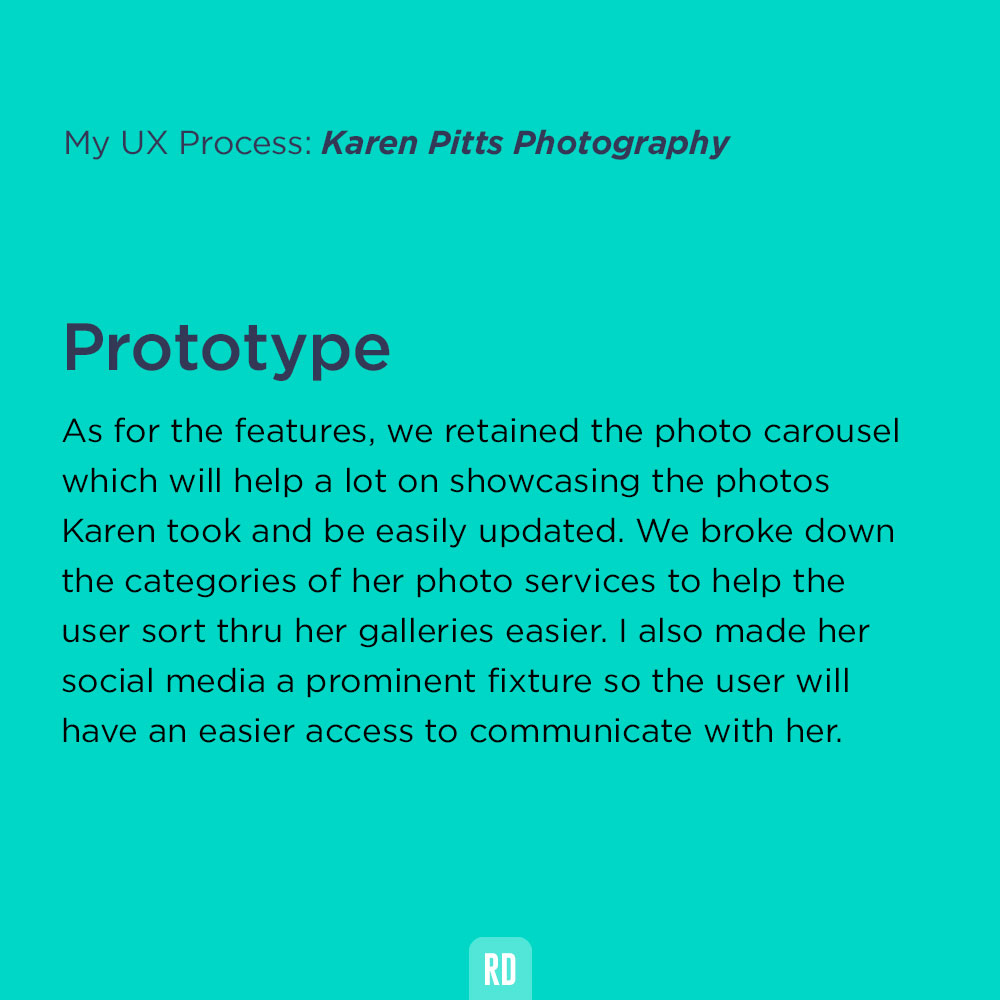 My UX Process: Karen Pitts Photography
Prototype
As for the features, we retained the photo carousel
which will help a lot on showcasing the photos
Karen took and be easily updated. We broke down
the categories of her photo services to help the
user sort thru her galleries easier. I also made her
social media a prominent fixture so the user will
have an easier access to communicate with her.
RD